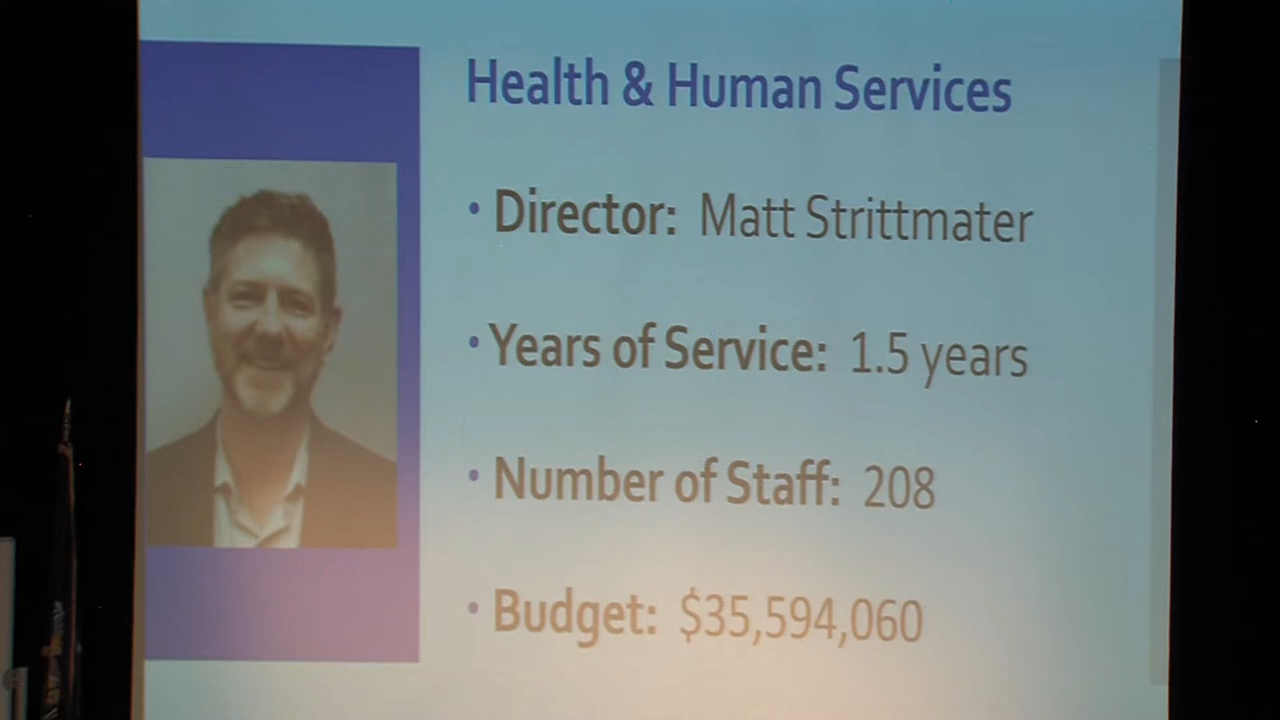 Health & Human Services
• Director: Matt Strittmater
• Years of Service: 1.5 years
• Number of Staff: 208
• Budget: $35,594,060